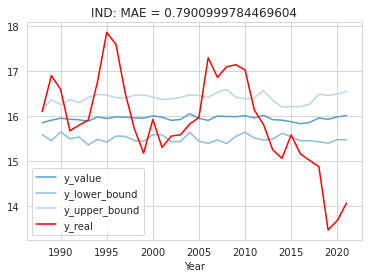 IND: MAE = 0.7900999784469604
18
17
16
15
14
y_value
y_lower_bound
y_upper_bound
y_real
1990 1995 2000 2005 2010 2015 2020
Year